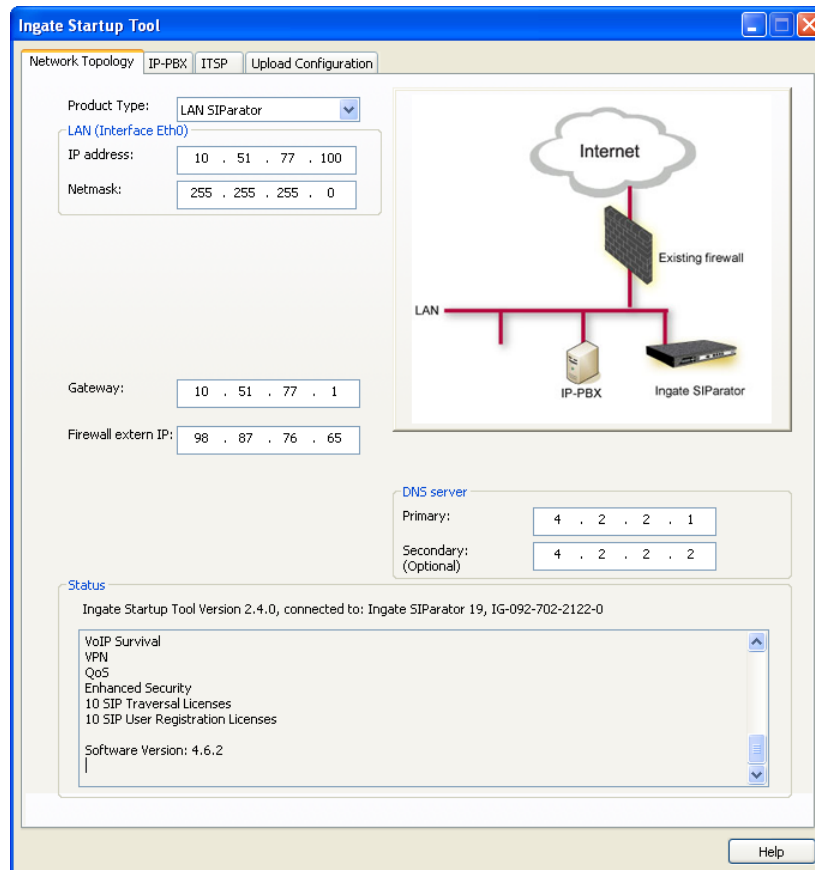 Ingate Startup Tool
Network Topology IP-PBX ITSP Upload Configuration
Product Type: LAN SIParator
LAN (Interface Eth0)
IP address: 10 . 51 . 77 . 100
Netmask: 255 . 255 . 255 . 0
Internet
Existing firewall
LAN
IP-PBX
Ingate SIParator
Gateway: 10 . 51 . 77 . 1
Firewall extern IP: 98 . 87 . 76 . 65
DNS server
Primary: 4 . 2 . 2 . 1
Secondary: 4 . 2 . 2 . 2
(Optional)
Status
Ingate Startup Tool Version 2.4.0, connected to: Ingate SIParator 19, IG-092-702-2122-0
VoIP Survival
VPN
QoS
Enhanced Security
10 SIP Traversal Licenses
10 SIP User Registration Licenses
Software Version: 4.6.2
Help